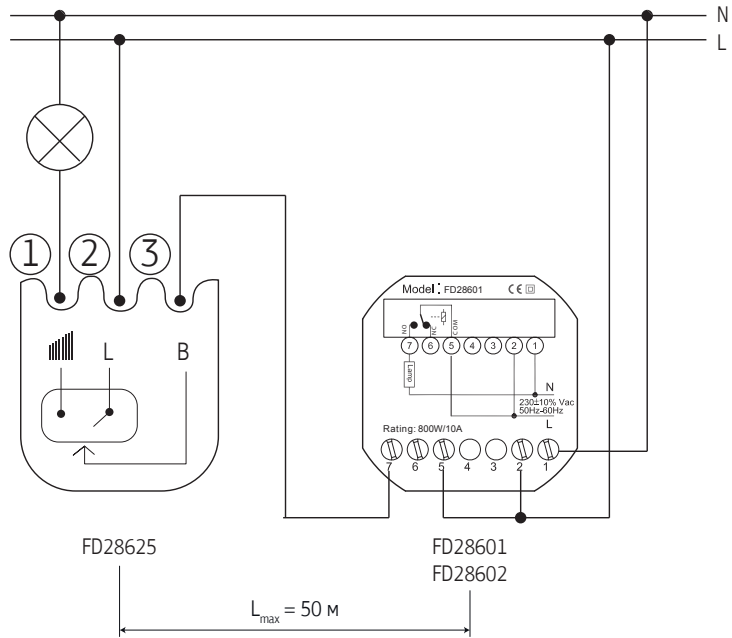 N
L
1 2 3
L B
Model : FD28601 CE
NO NC COM
7 6 5 4 3 2 1
Lamp
N
230±10% Vac
50Hz-60Hz
L
Rating: 800W/10A
7 6 5 4 3 2 1
FD28625
FD28601
FD28602
Lmax = 50 м